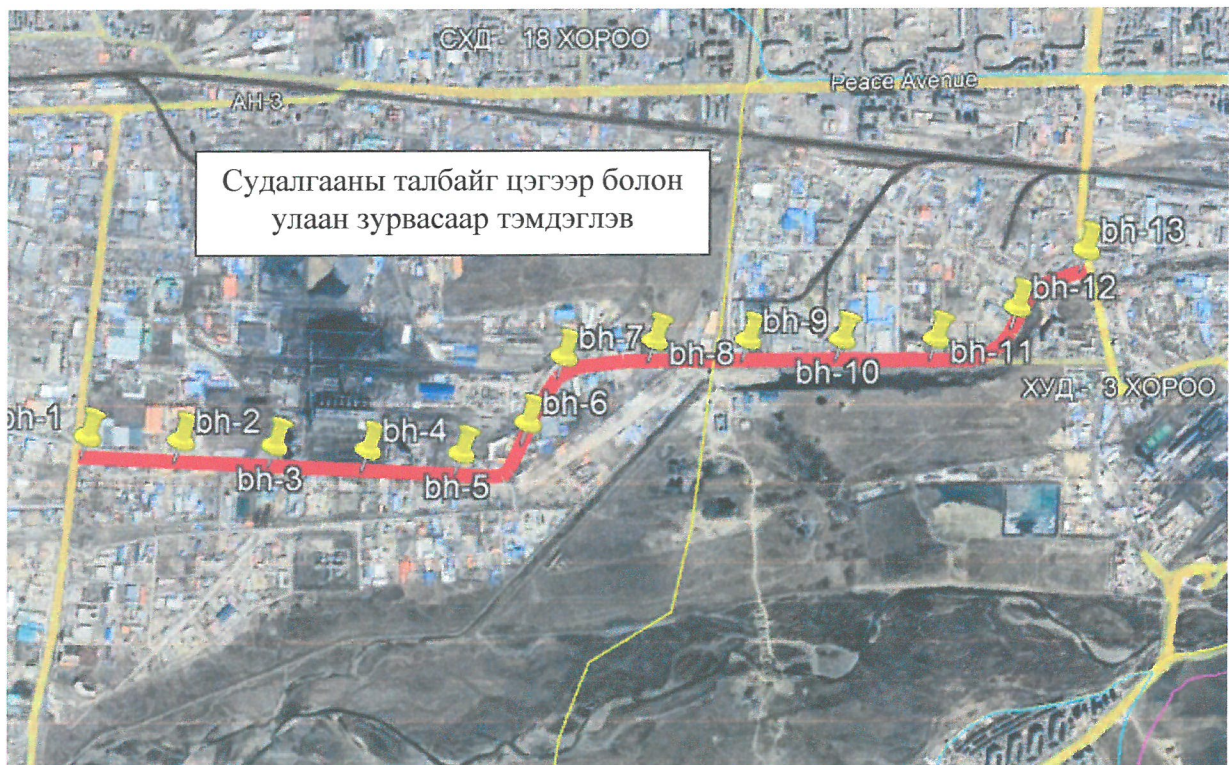 СХД - 18 ХОРОО
Peace Avenue
AH-3
Судалгааны талбайг цэгээр болон
улаан зурвасаар тэмдэглэв
bh-13
bh-12
bh-7
bh-9
bh-8
bh-11
bh-10
ХУД - 3 ХОРОО
bh-6
bh-1
bh-2
bh-4
bh-3
bh-5